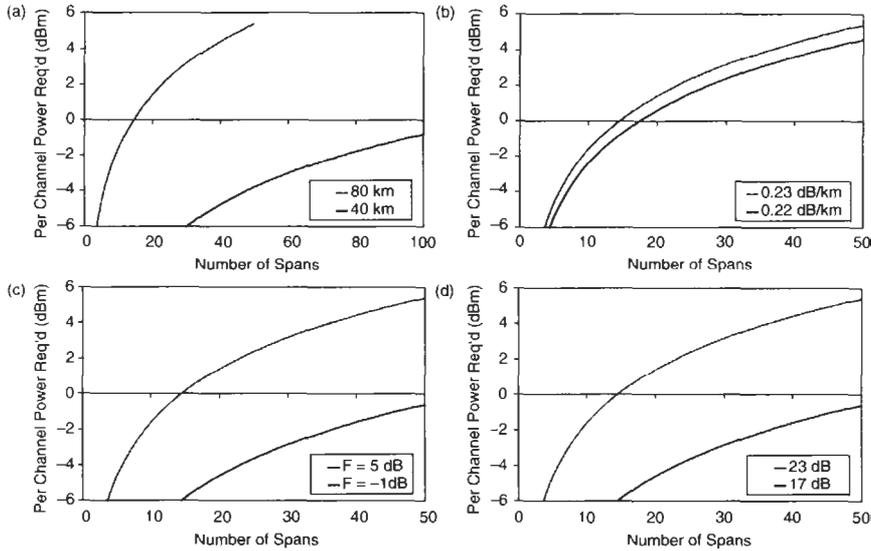 (a)
Per Channel Power Req'd (dBm)
6
4
2
0
−2
−4
−6
80 km
40 km
0 20 40 60 80 100
Number of Spans
(b)
Per Channel Power Req'd (dBm)
6
4
2
0
−2
−4
−6
0.23 dB/km
0.22 dB/km
0 10 20 30 40 50
Number of Spans
(c)
Per Channel Power Req'd (dBm)
6
4
2
0
−2
−4
−6
F = 5 dB
F = −1dB
0 10 20 30 40 50
Number of Spans
(d)
Per Channel Power Req'd (dBm)
6
4
2
0
−2
−4
−6
23 dB
17 dB
0 10 20 30 40 50
Number of Spans